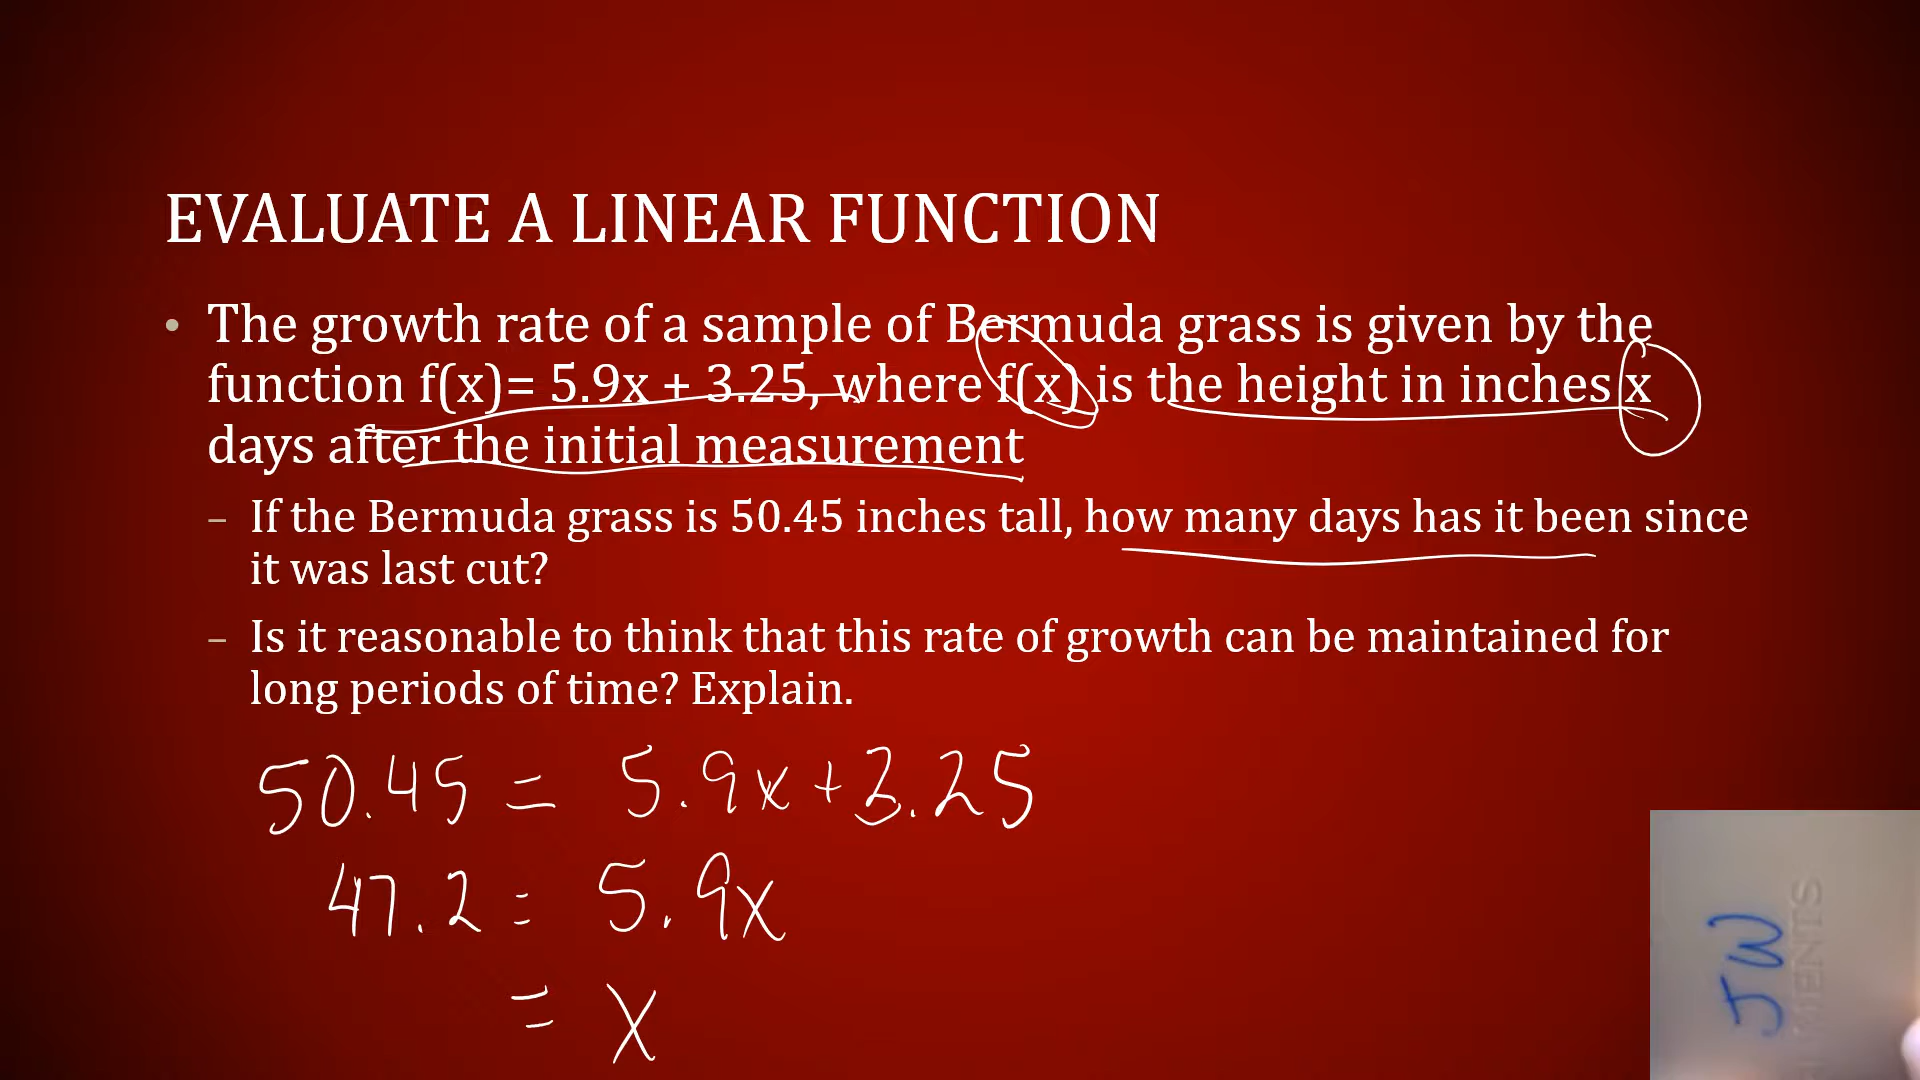 EVALUATE A LINEAR FUNCTION
• The growth rate of a sample of Bermuda grass is given by the
function f(x)= 5.9x + 3.25, where f(x) is the height in inches x
days after the initial measurement
– If the Bermuda grass is 50.45 inches tall, how many days has it been since
it was last cut?
– Is it reasonable to think that this rate of growth can be maintained for
long periods of time? Explain.
50.45 = 5.9x+3.25
47.2 = 5.9x
= x
JW